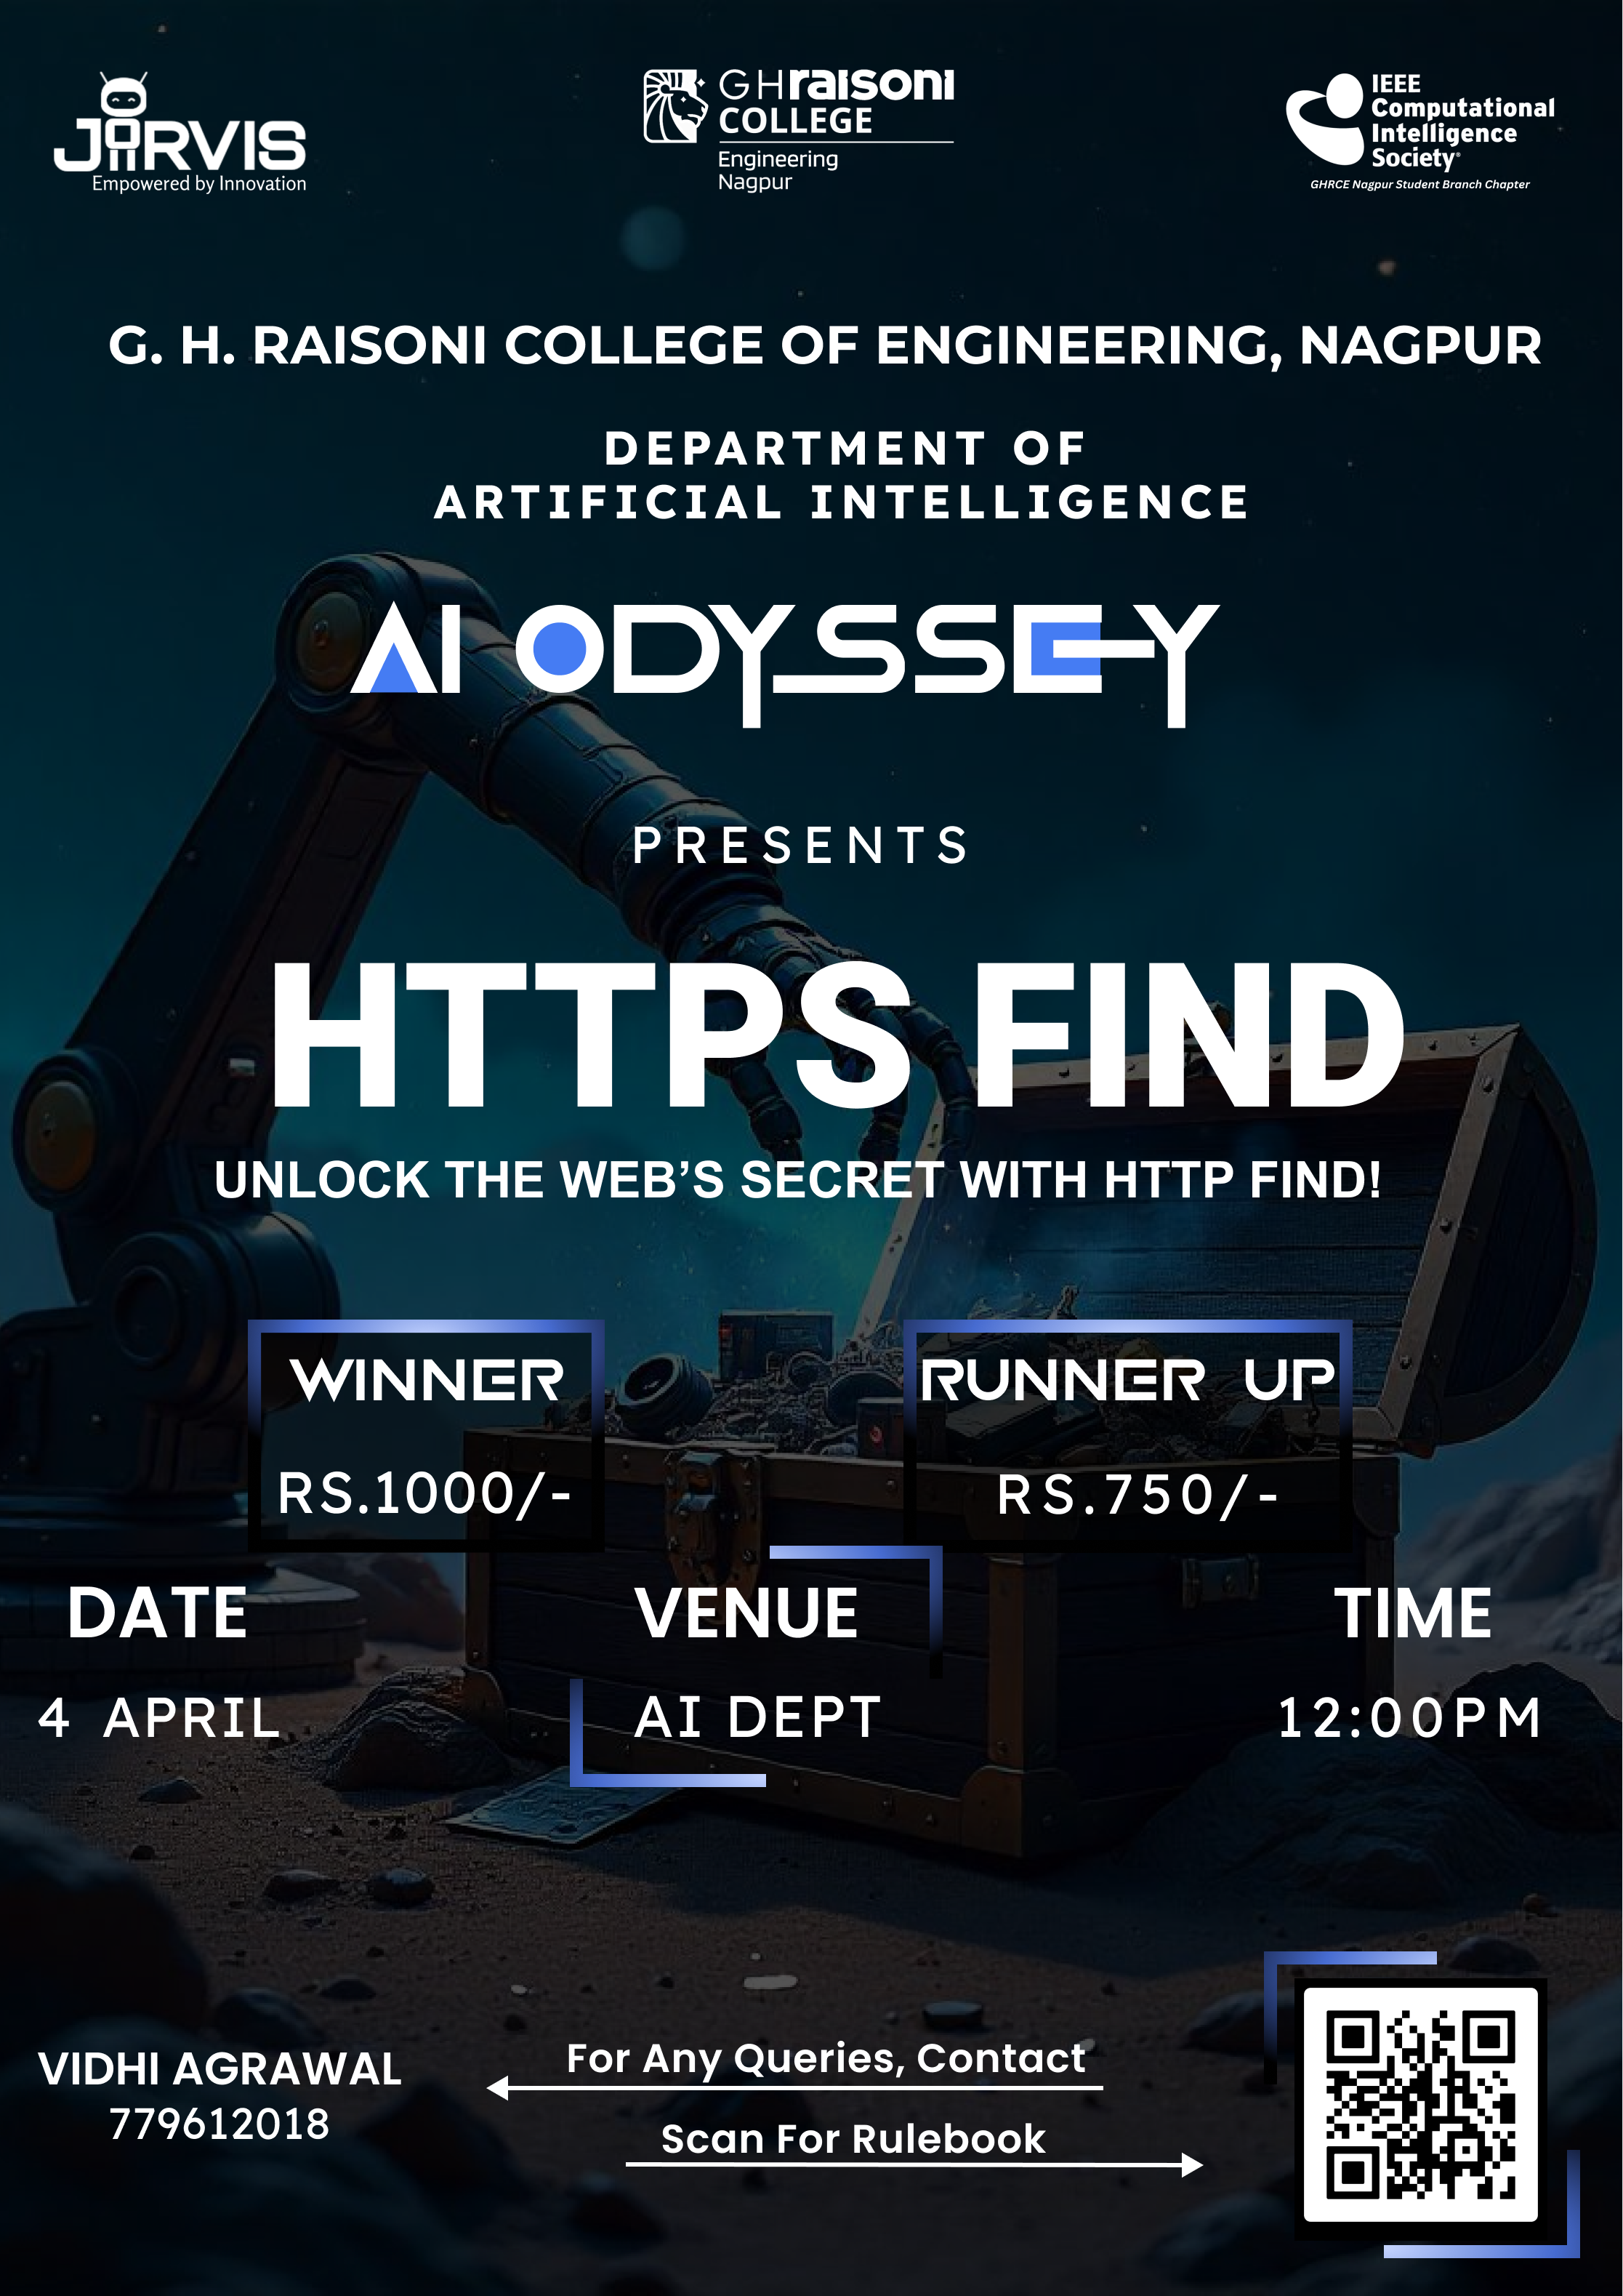 JARVIS
Empowered by Innovation
GHraisoni
COLLEGE
Engineering
Nagpur
IEEE
Computational
Intelligence
Society®
GHRCE Nagpur Student Branch Chapter
G. H. RAISONI COLLEGE OF ENGINEERING, NAGPUR
DEPARTMENT OF
ARTIFICIAL INTELLIGENCE
AI ODYSSEY
PRESENTS
HTTPS FIND
UNLOCK THE WEB’S SECRET WITH HTTP FIND!
WINNER
RS.1000/-
RUNNER UP
RS.750/-
DATE
4 APRIL
VENUE
AI DEPT
TIME
12:00PM
VIDHI AGRAWAL
779612018
For Any Queries, Contact
Scan For Rulebook